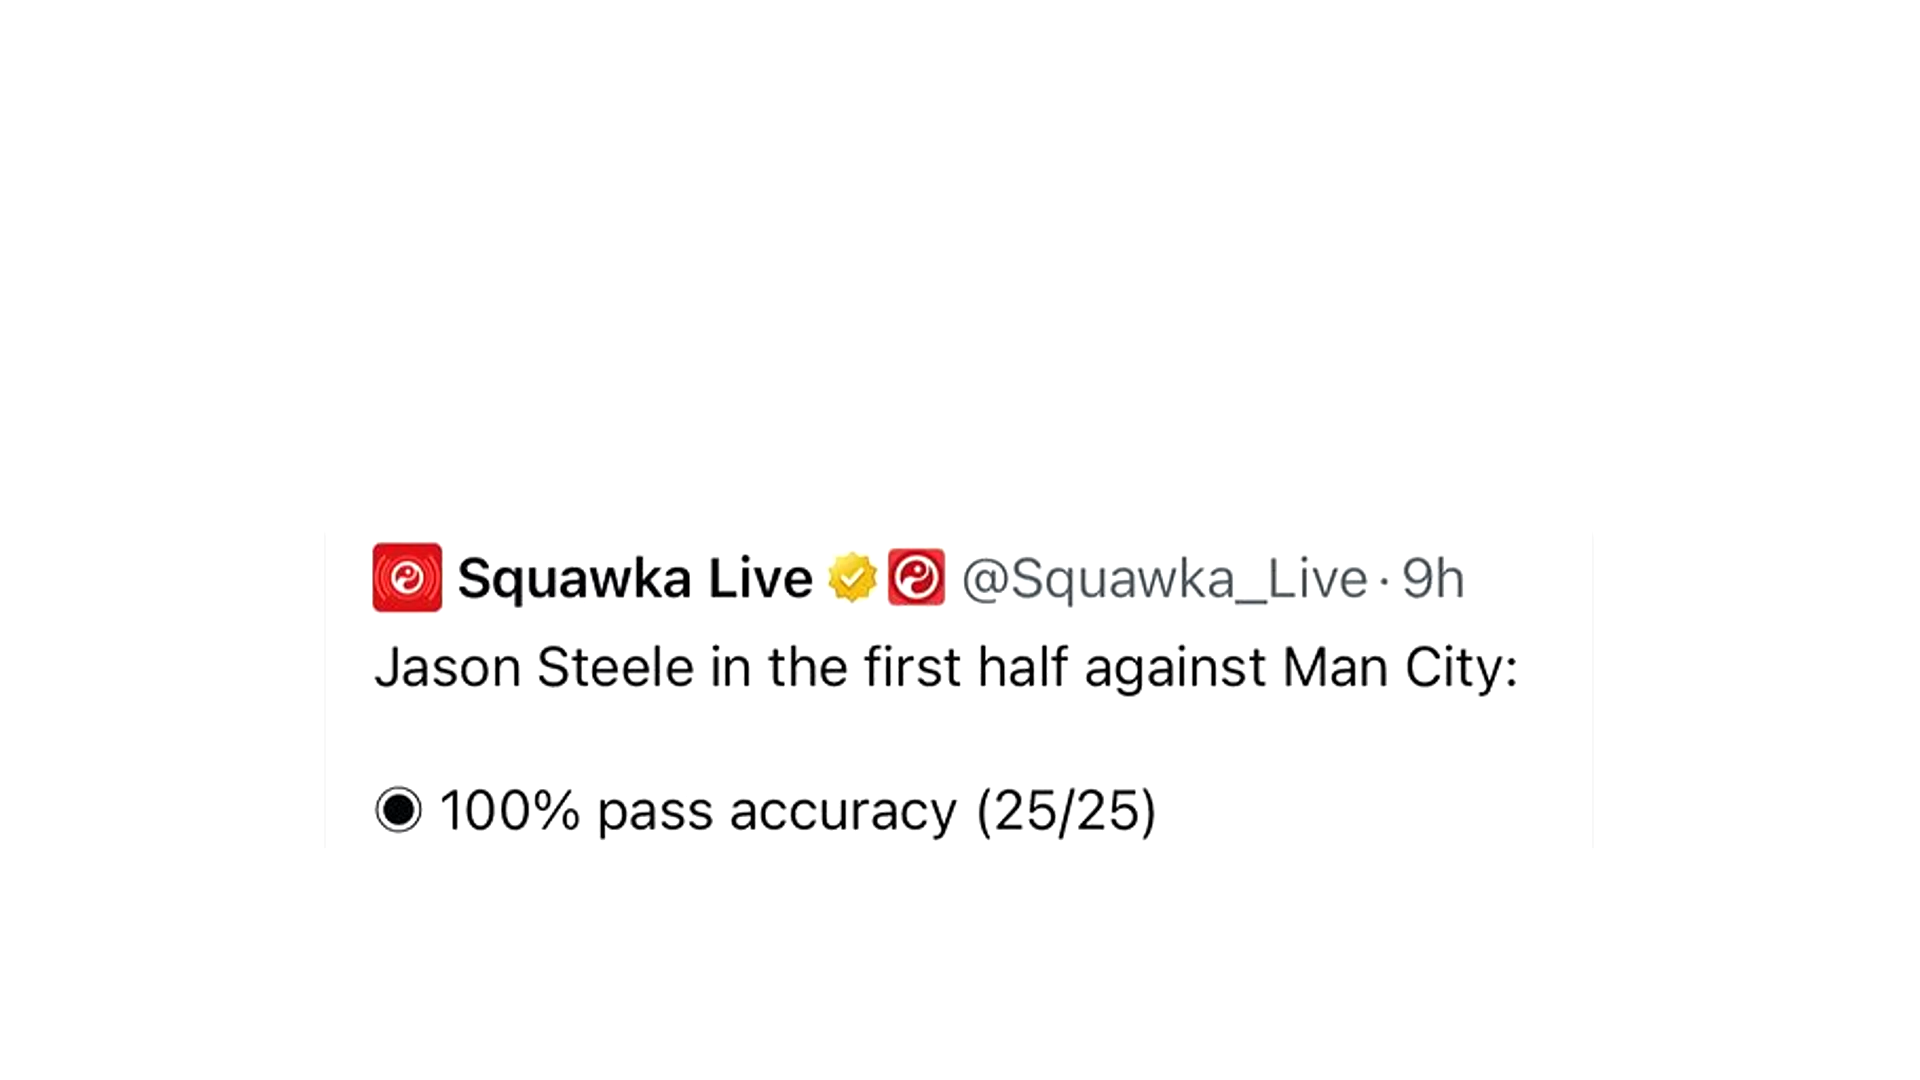 Squawka Live @Squawka_Live · 9h
Jason Steele in the first half against Man City:
◉ 100% pass accuracy (25/25)